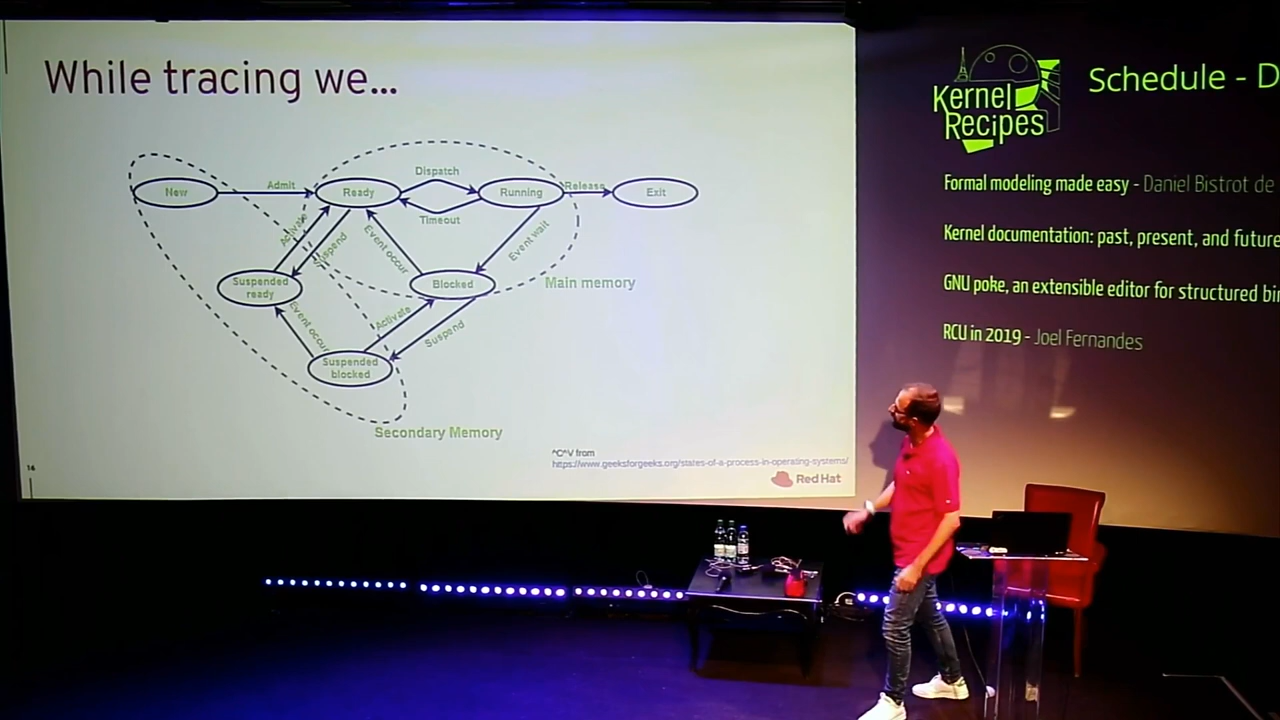 While tracing we...
New
Admit
Ready
Dispatch
Timeout
Running
Release
Exit
Activate
Suspend
Event occur
Event wait
Suspended
ready
Blocked
Main memory
Event occur
Activate
Suspend
Suspended
blocked
Secondary Memory
^C^V from
https://www.geeksforgeeks.org/states-of-a-process-in-operating-systems/
16
Red Hat
Kernel
Recipes
Schedule - D
Formal modeling made easy - Daniel Bistrot de
Kernel documentation: past, present, and future
GNU poke, an extensible editor for structured bin
RCU in 2019 - Joel Fernandes